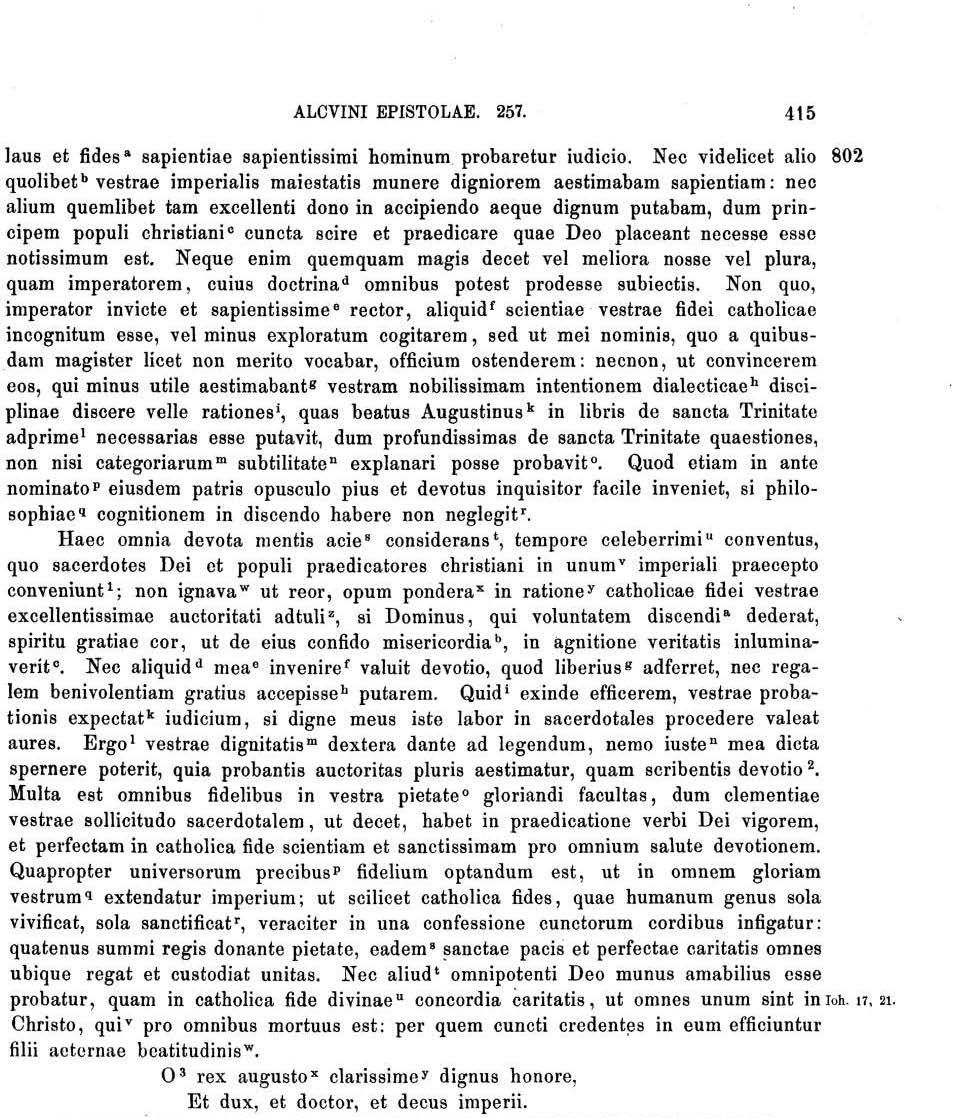 ALCVINI EPISTOLAE. 257. 415
laus et fides ᵃ sapientiae sapientissimi hominum probaretur iudicio. Nec videlicet alio 802
quolibet ᵇ vestrae imperialis maiestatis munere digniorem aestimabam sapientiam: nec
alium quemlibet tam excellenti dono in accipiendo aeque dignum putabam, dum prin-
cipem populi christiani ᶜ cuncta scire et praedicare quae Deo placeant necesse esse
notissimum est. Neque enim quemquam magis decet vel meliora nosse vel plura,
quam imperatorem, cuius doctrina ᵈ omnibus potest prodesse subiectis. Non quo,
imperator invicte et sapientissime ᵉ rector, aliquid ᶠ scientiae vestrae fidei catholicae
incognitum esse, vel minus exploratum cogitarem, sed ut mei nominis, quo a quibus-
dam magister licet non merito vocabar, officium ostenderem: necnon, ut convincerem
eos, qui minus utile aestimabant ᵍ vestram nobilissimam intentionem dialecticae ʰ disci-
plinae discere velle rationes ⁱ, quas beatus Augustinus ᵏ in libris de sancta Trinitate
adprime ˡ necessarias esse putavit, dum profundissimas de sancta Trinitate quaestiones,
non nisi categoriarum ᵐ subtilitate ⁿ explanari posse probavit ᵒ. Quod etiam in ante
nominato ᵖ eiusdem patris opusculo pius et devotus inquisitor facile inveniet, si philo-
sophiae q cognitionem in discendo habere non neglegit ʳ.
Haec omnia devota mentis acie ˢ considerans ᵗ, tempore celeberrimi ᵘ conventus,
quo sacerdotes Dei et populi praedicatores christiani in unum ᵛ imperiali praecepto
conveniunt ¹; non ignava ʷ ut reor, opum pondera ˣ in ratione ʸ catholicae fidei vestrae
excellentissimae auctoritati adtuli ᶻ, si Dominus, qui voluntatem discendi ᵃ dederat,
spiritu gratiae cor, ut de eius confido misericordia ᵇ, in agnitione veritatis inlumina-
verit ᶜ. Nec aliquid ᵈ mea ᵉ invenire ᶠ valuit devotio, quod liberius ᵍ adferret, nec rega-
lem benivolentiam gratius accepisse ʰ putarem. Quid ⁱ exinde efficerem, vestrae proba-
tionis expectat ᵏ iudicium, si digne meus iste labor in sacerdotales procedere valeat
aures. Ergo ˡ vestrae dignitatis ᵐ dextera dante ad legendum, nemo iuste ⁿ mea dicta
spernere poterit, quia probantis auctoritas pluris aestimatur, quam scribentis devotio ².
Multa est omnibus fidelibus in vestra pietate ᵒ gloriandi facultas, dum clementiae
vestrae sollicitudo sacerdotalem, ut decet, habet in praedicatione verbi Dei vigorem,
et perfectam in catholica fide scientiam et sanctissimam pro omnium salute devotionem.
Quapropter universorum precibus ᵖ fidelium optandum est, ut in omnem gloriam
vestrum q extendatur imperium; ut scilicet catholica fides, quae humanum genus sola
vivificat, sola sanctificat ʳ, veraciter in una confessione cunctorum cordibus infigatur:
quatenus summi regis donante pietate, eadem ˢ sanctae pacis et perfectae caritatis omnes
ubique regat et custodiat unitas. Nec aliud ᵗ omnipotenti Deo munus amabilius esse
probatur, quam in catholica fide divinae ᵘ concordia caritatis, ut omnes unum sint in Ioh. 17, 21.
Christo, qui ᵛ pro omnibus mortuus est: per quem cuncti credentes in eum efficiuntur
filii aeternae beatitudinis ʷ.
O ³ rex augusto ˣ clarissime ʸ dignus honore,
Et dux, et doctor, et decus imperii.